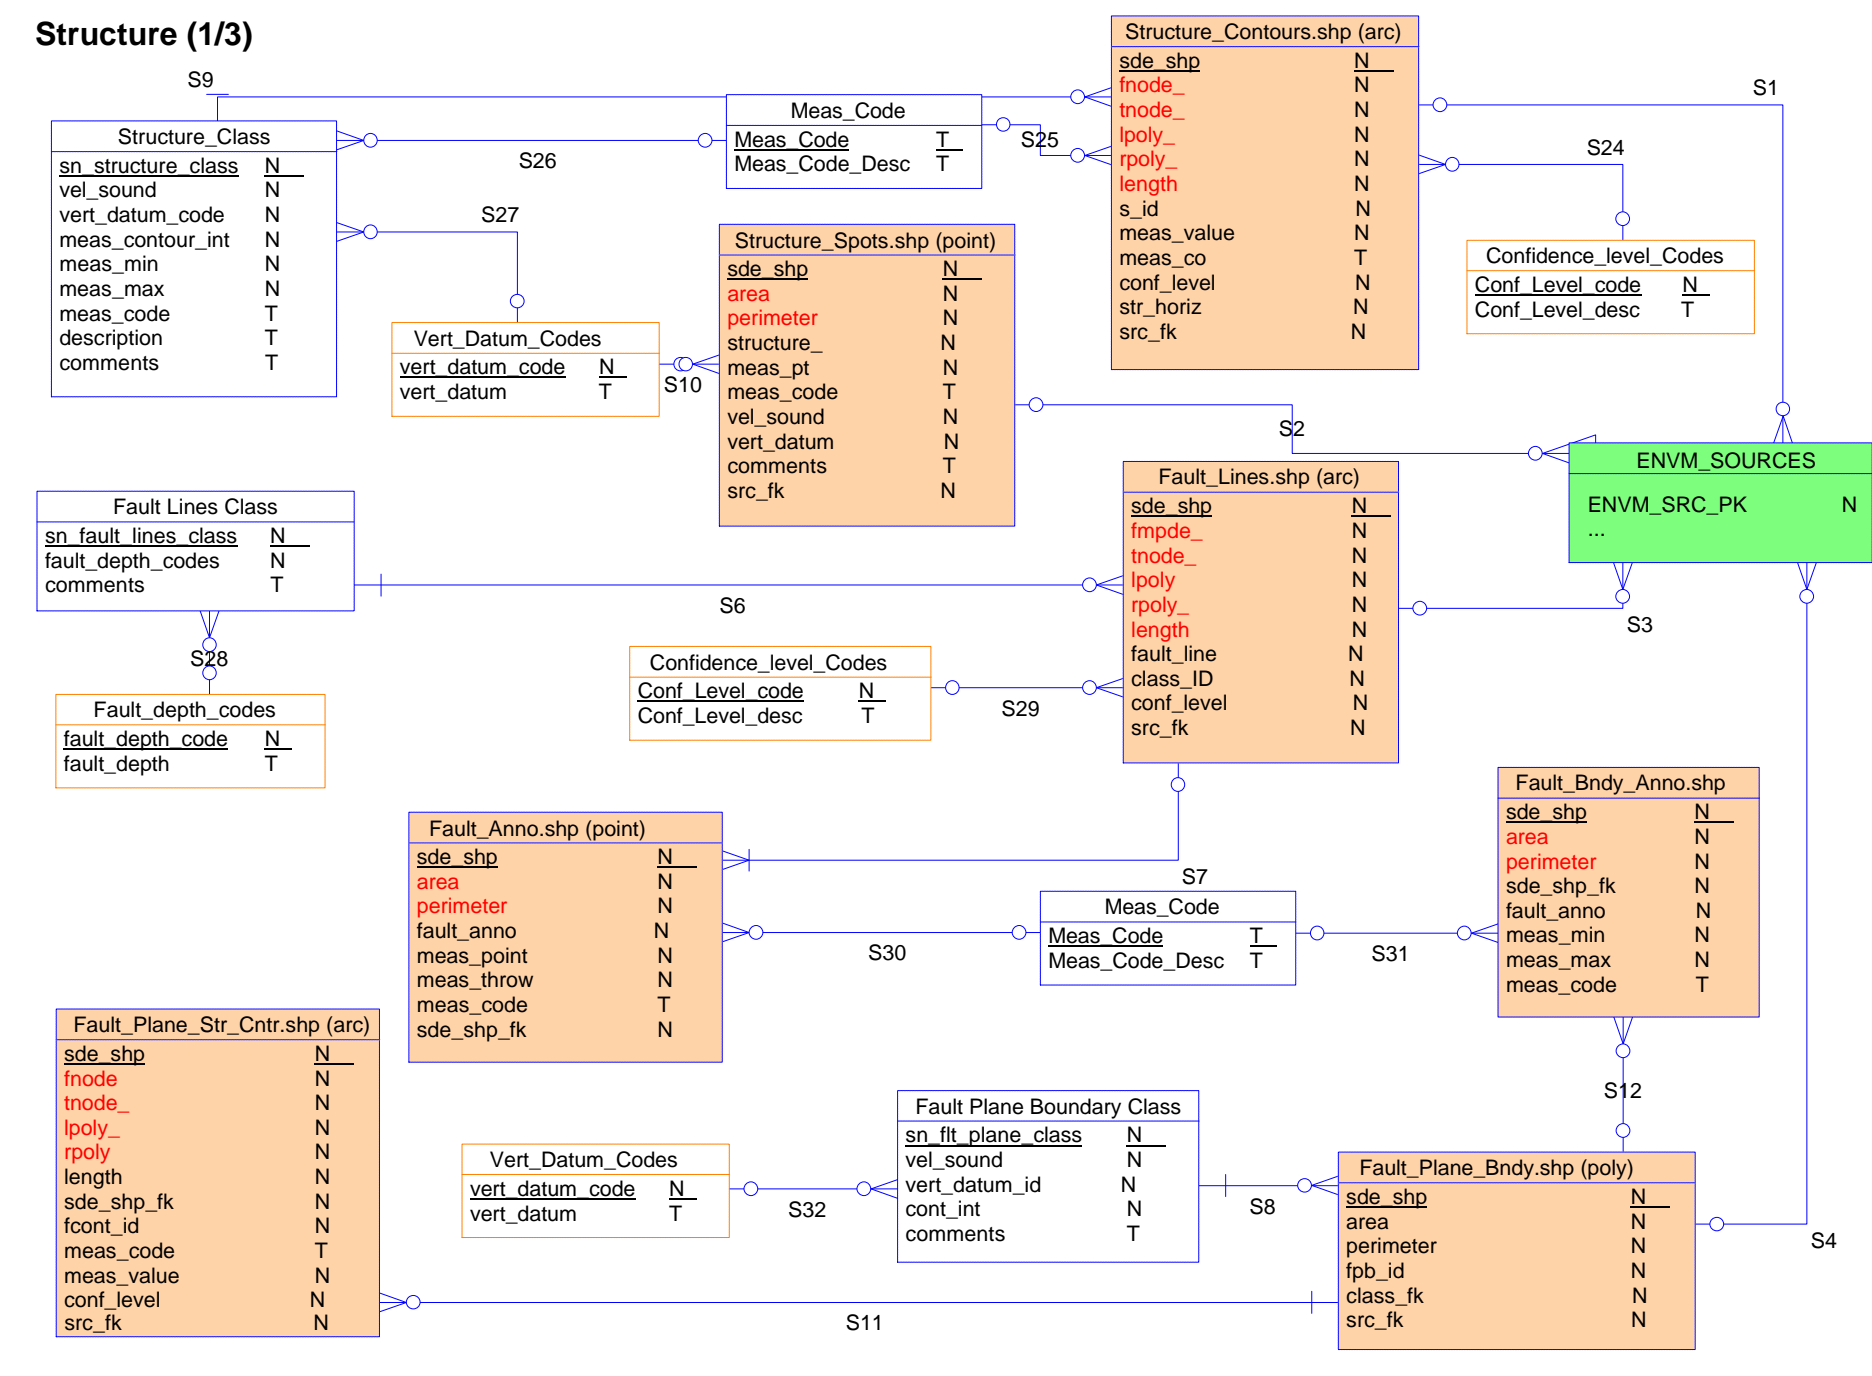 Structure (1/3)
S9
Structure_Class
sn_structure_class N
vel_sound N
vert_datum_code N
meas_contour_int N
meas_min N
meas_max N
meas_code T
description T
comments T
S26
S27
Meas_Code
Meas_Code T
Meas_Code_Desc T
S25
Structure_Contours.shp (arc)
sde_shp N
fnode_ N
tnode_ N
lpoly_ N
rpoly_ N
length N
s_id N
meas_value N
meas_co T
conf_level N
str_horiz N
src_fk N
S1
S24
Confidence_level_Codes
Conf_Level_code N
Conf_Level_desc T
Vert_Datum_Codes
vert_datum_code N
vert_datum T
S10
Structure_Spots.shp (point)
sde_shp N
area N
perimeter N
structure_ N
meas_pt N
meas_code T
vel_sound N
vert_datum N
comments T
src_fk N
S2
ENVM_SOURCES
ENVM_SRC_PK N
...
Fault Lines Class
sn_fault_lines_class N
fault_depth_codes N
comments T
S6
S28
Fault_depth_codes
fault_depth_code N
fault_depth T
Fault_Lines.shp (arc)
sde_shp N
fmpde_ N
tnode_ N
lpoly N
rpoly_ N
length N
fault_line N
class_ID N
conf_level N
src_fk N
S3
Confidence_level_Codes
Conf_Level_code N
Conf_Level_desc T
S29
Fault_Anno.shp (point)
sde_shp N
area N
perimeter N
fault_anno N
meas_point N
meas_throw N
meas_code T
sde_shp_fk N
S7
S30
Meas_Code
Meas_Code T
Meas_Code_Desc T
S31
Fault_Bndy_Anno.shp
sde_shp N
area N
perimeter N
sde_shp_fk N
fault_anno N
meas_min N
meas_max N
meas_code T
S12
Fault_Plane_Str_Cntr.shp (arc)
sde_shp N
fnode N
tnode_ N
lpoly_ N
rpoly N
length N
sde_shp_fk N
fcont_id N
meas_code T
meas_value N
conf_level N
src_fk N
Vert_Datum_Codes
vert_datum_code N
vert_datum T
S32
Fault Plane Boundary Class
sn_flt_plane_class N
vel_sound N
vert_datum_id N
cont_int N
comments T
S8
Fault_Plane_Bndy.shp (poly)
sde_shp N
area N
perimeter N
fpb_id N
class_fk N
src_fk N
S4
S11